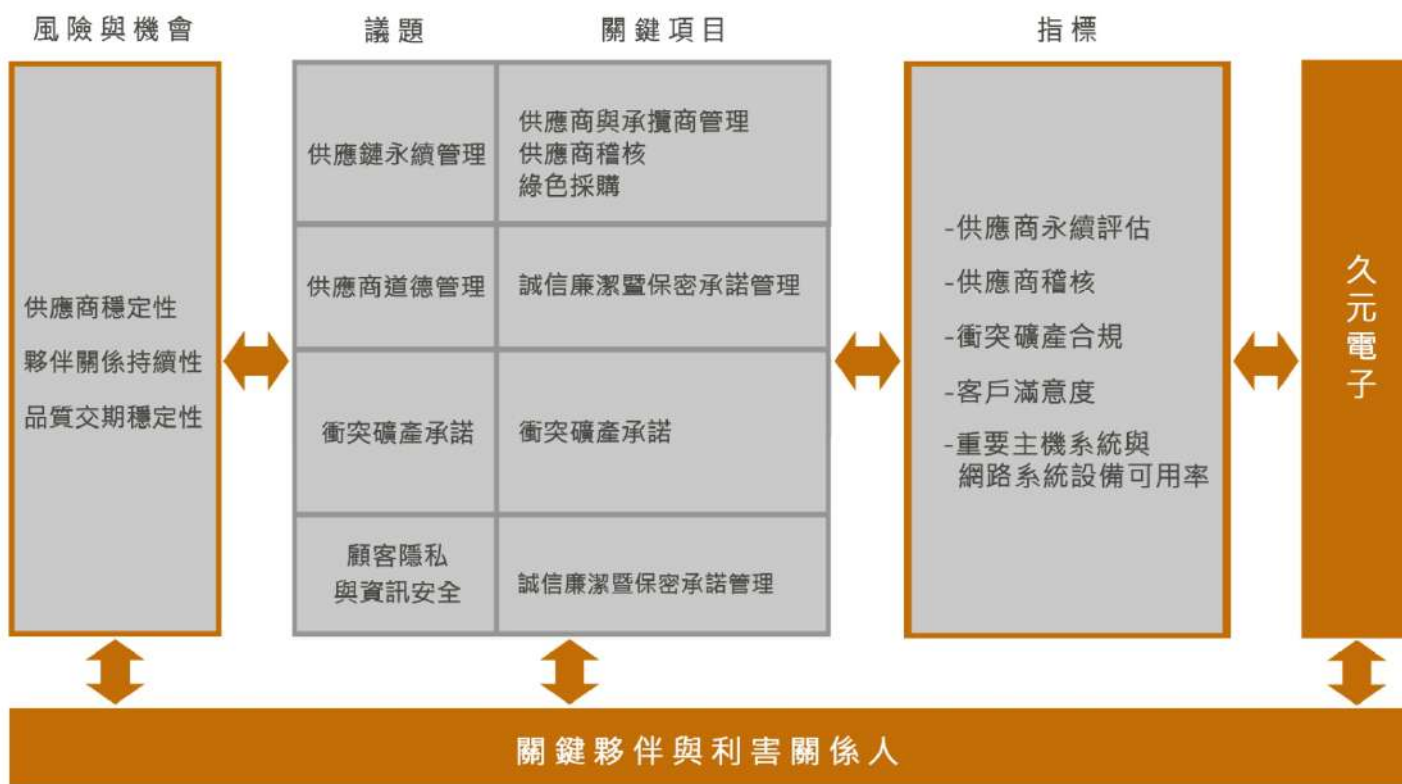 風險與機會
議題
關鍵項目
指標
供應商穩定性
夥伴關係持續性
品質交期穩定性
供應鏈永續管理
供應商與承攬商管理
供應商稽核
綠色採購
供應商道德管理
誠信廉潔暨保密承諾管理
衝突礦產承諾
衝突礦產承諾
顧客隱私
與資訊安全
誠信廉潔暨保密承諾管理
-供應商永續評估
-供應商稽核
-衝突礦產合規
-客戶滿意度
-重要主機系統與
網路系統設備可用率
久元電子
關鍵夥伴與利害關係人